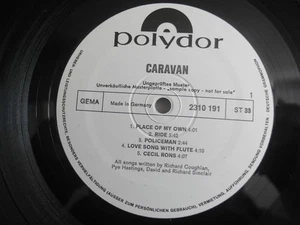 polydor
CARAVAN
Ungeprüftes Muster
Unverkäufliche Musterplatte - „sample copy - not for sale"
GEMA
Made in Germany
2310 191
1
ST 33
1. PLACE OF MY OWN 4:01
2. RIDE 3:42
3. POLICEMAN 2:44
4. LOVE SONG WITH FLUTE 4:10
5. CECIL RONS 4:07
All songs written by Richard Coughlan,
Pye Hastings, David and Richard Sinclair